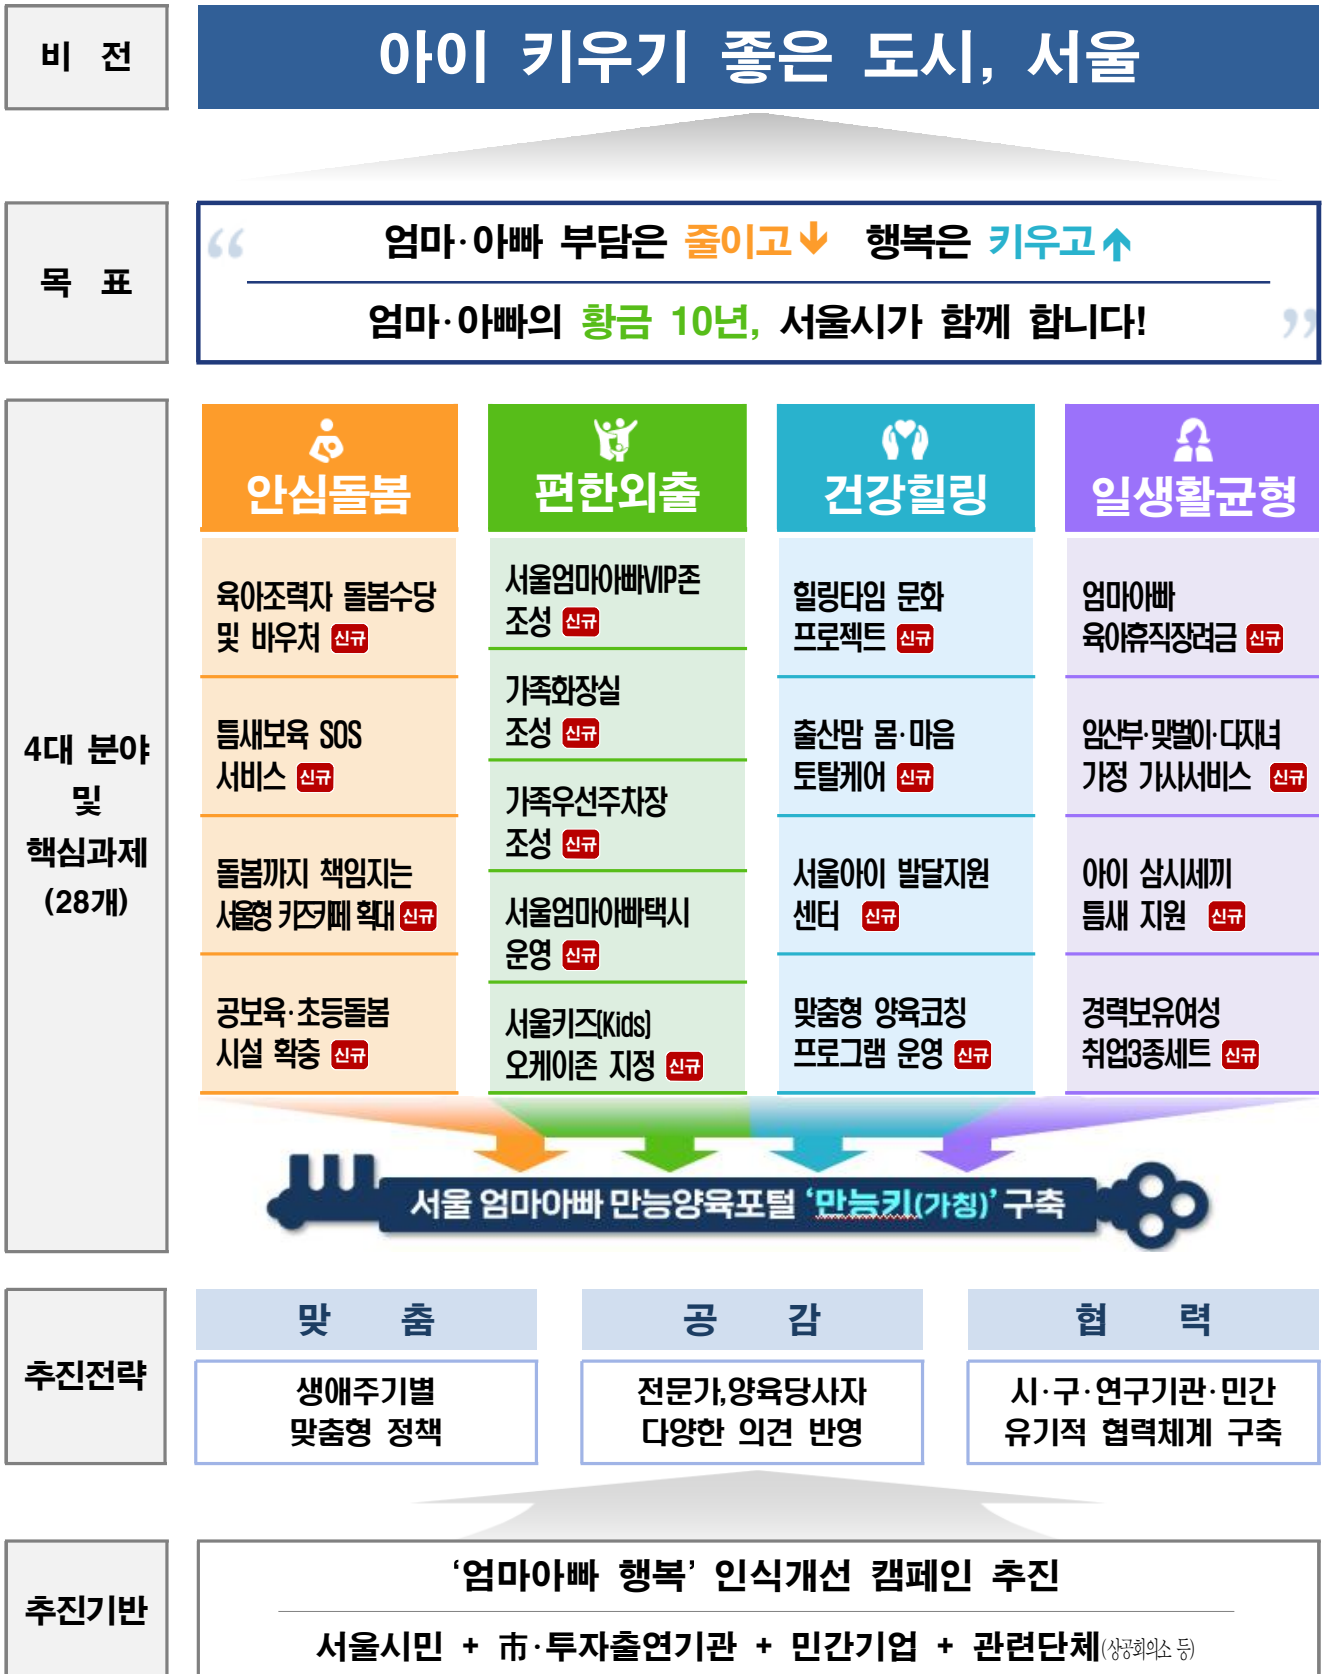 비 전
아이 키우기 좋은 도시, 서울
목 표
“ 엄마·아빠 부담은 줄이고↓ 행복은 키우고↑
엄마·아빠의 황금 10년, 서울시가 함께 합니다! ”
4대 분야
및
핵심과제
(28개)
안심돌봄
육아조력자 돌봄수당
및 바우처 신규
틈새보육 SOS
서비스 신규
돌봄까지 책임지는
서울형 키즈카페 확대 신규
공보육·초등돌봄
시설 확충 신규
편한외출
서울엄마아빠VIP존
조성 신규
가족화장실
조성 신규
가족우선주차장
조성 신규
서울엄마아빠택시
운영 신규
서울키즈(Kids)
오케이존 지정 신규
건강힐링
힐링타임 문화
프로젝트 신규
출산맘 몸·마음
토탈케어 신규
서울아이 발달지원
센터 신규
맞춤형 양육코칭
프로그램 운영 신규
일생활균형
엄마아빠
육아휴직장려금 신규
임산부·맞벌이·다자녀
가정 가사서비스 신규
아이 삼시세끼
틈새 지원 신규
경력보유여성
취업3종세트 신규
서울 엄마아빠 만능양육포털 ‘만능키(가칭)’ 구축
추진전략
맞 춤
생애주기별
맞춤형 정책
공 감
전문가,양육당사자
다양한 의견 반영
협 력
시·구·연구기관·민간
유기적 협력체계 구축
추진기반
‘엄마아빠 행복’ 인식개선 캠페인 추진
서울시민 + 市·투자출연기관 + 민간기업 + 관련단체(상공회의소 등)